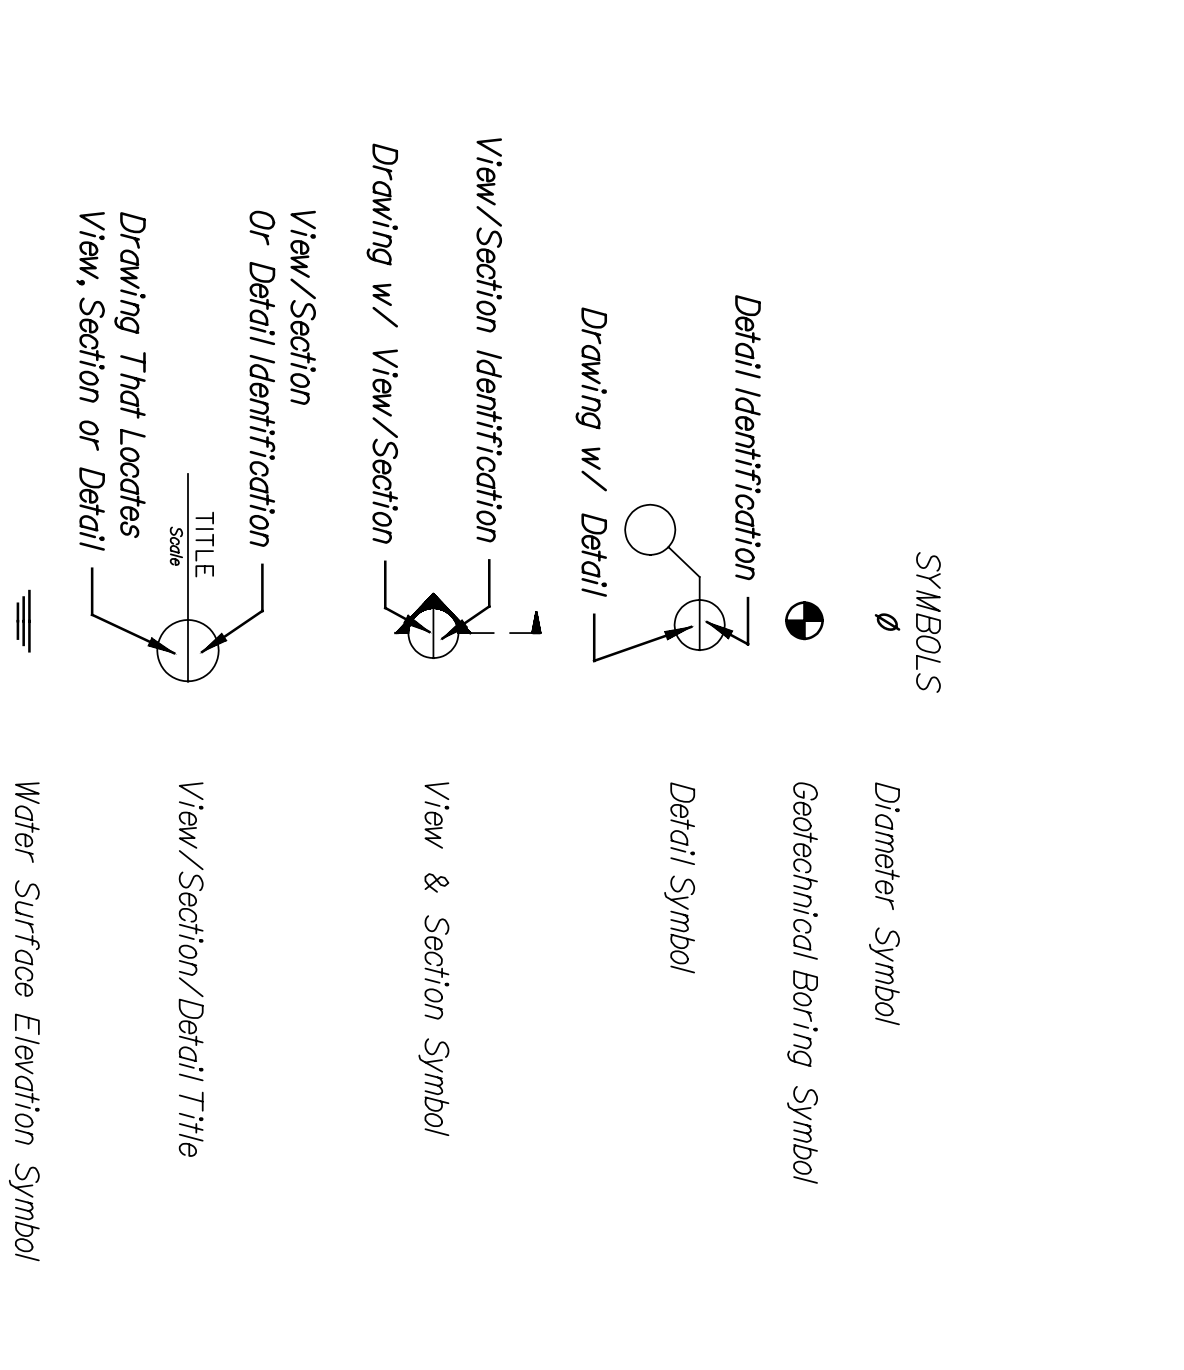 SYMBOLS
Ø
Diameter Symbol
Geotechnical Boring Symbol
Detail Identification
Drawing w/ Detail
Detail Symbol
View/Section Identification
Drawing w/ View/Section
View & Section Symbol
View/Section
Or Detail Identification
TITLE
Scale
Drawing That Locates
View, Section or Detail
View/Section/Detail Title
Water Surface Elevation Symbol